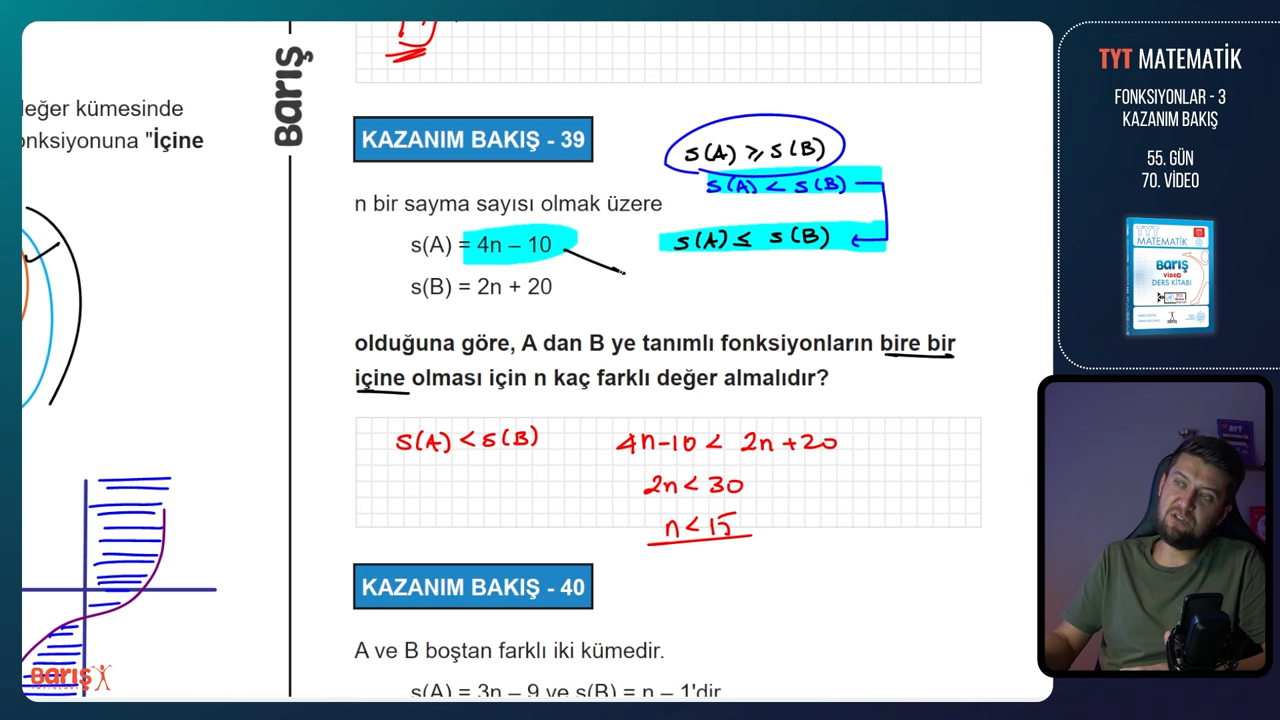 eğer kümesinde
onksiyonuna "İçine
Barış
KAZANIM BAKIŞ - 39
s(A) ⩾ s(B)
s(A) < s(B)
s(A) ≤ s(B)
n bir sayma sayısı olmak üzere
s(A) = 4n – 10
s(B) = 2n + 20
olduğuna göre, A dan B ye tanımlı fonksiyonların bire bir
içine olması için n kaç farklı değer almalıdır?
s(A) < s(B)
4n-10 < 2n+20
2n < 30
n < 15
KAZANIM BAKIŞ - 40
A ve B boştan farklı iki kümedir.
s(A) = 3n – 9 ve s(B) = n – 1'dir
Barış
TYT MATEMATİK
FONKSIYONLAR - 3
KAZANIM BAKIŞ
55. GÜN
70. VİDEO
TYT
MATEMATİK
Barış
VİDEO
DERS KİTABI